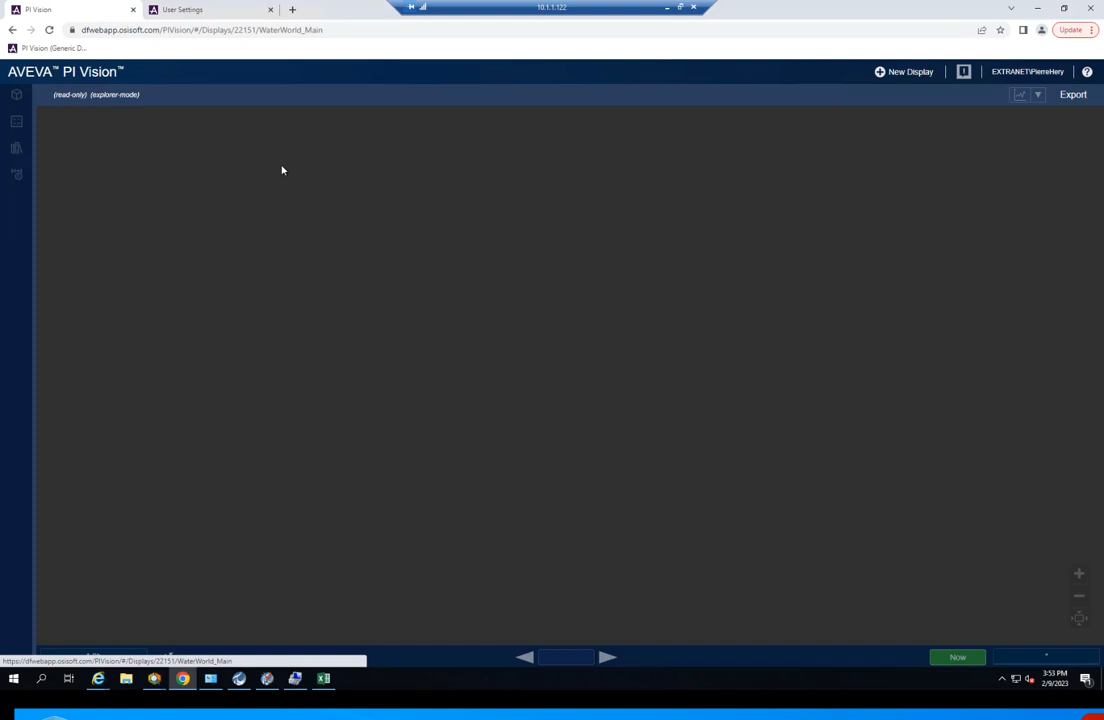 PI Vision
User Settings
10.1.1.122
dfwebapp.osisoft.com/PIVision/#/Displays/22151/WaterWorld_Main
Update
PI Vision (Generic D...
AVEVA™ PI Vision™
New Display
EXTRANET\PierreHery
(read-only) (explorer-mode)
Export
https://dfwebapp.osisoft.com/PIVision/#/Displays/22151/WaterWorld_Main
Now
*
3:53 PM
2/9/2023